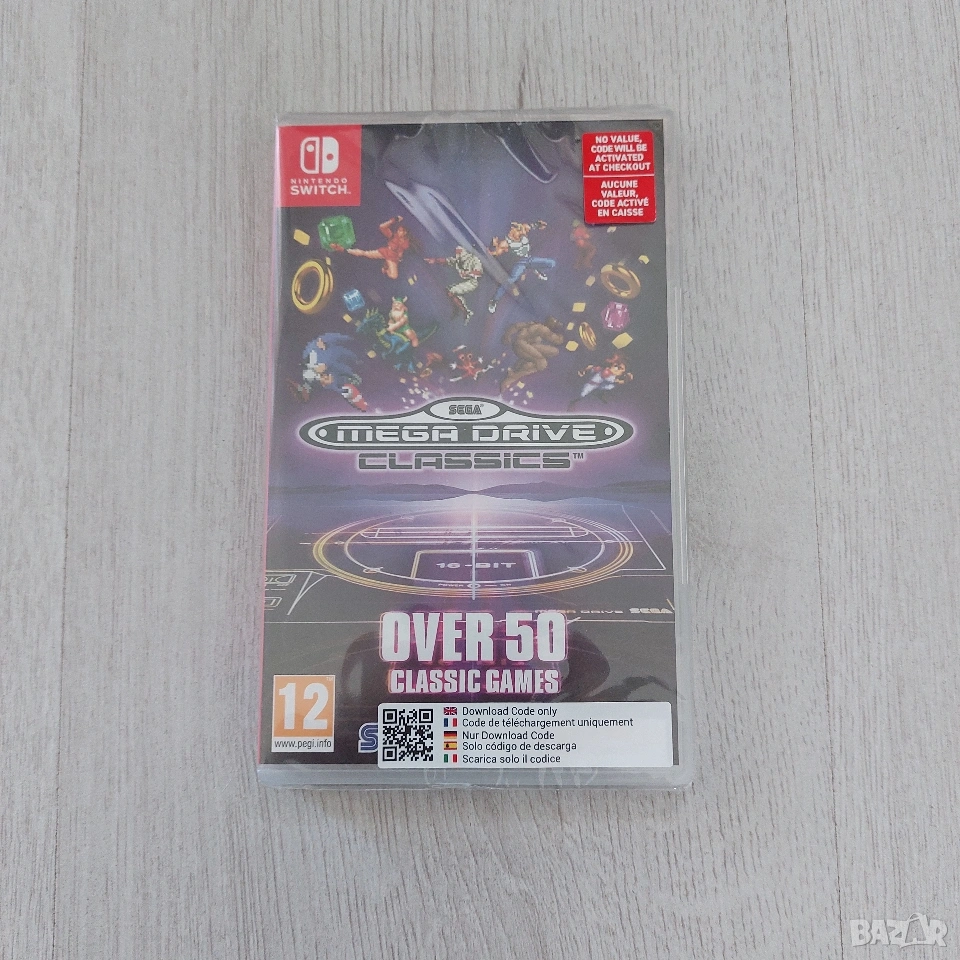 NINTENDO
SWITCH™
NO VALUE,
CODE WILL BE
ACTIVATED
AT CHECKOUT
AUCUNE
VALEUR,
CODE ACTIVÉ
EN CAISSE
SEGA®
MEGA DRIVE
CLASSICS™
16-BIT
MEGA DRIVE SEGA
OVER 50
CLASSIC GAMES
12
www.pegi.info
Download Code only
Code de téléchargement uniquement
Nur Download Code
Solo código de descarga
Scarica solo il codice
BAZAR